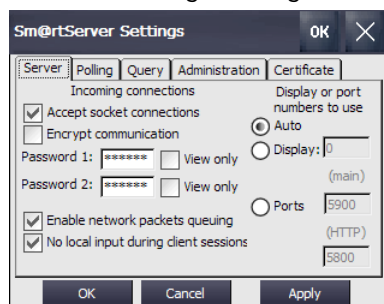 Sm@rtServer Settings OK
Server Polling Query Administration Certificate
Incoming connections
Accept socket connections
Encrypt communication
Password 1: ****** View only
Password 2: ****** View only
Enable network packets queuing
No local input during client sessions
Display or port
numbers to use
Auto
Display: 0
(main)
Ports 5900
(HTTP)
5800
OK Cancel Apply